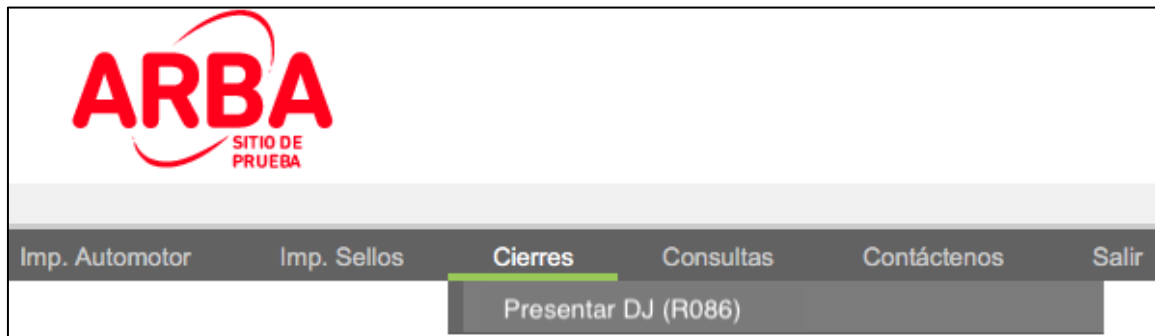 ARBA
SITIO DE
PRUEBA
Imp. Automotor Imp. Sellos Cierres Consultas Contáctenos Salir
Presentar DJ (R086)